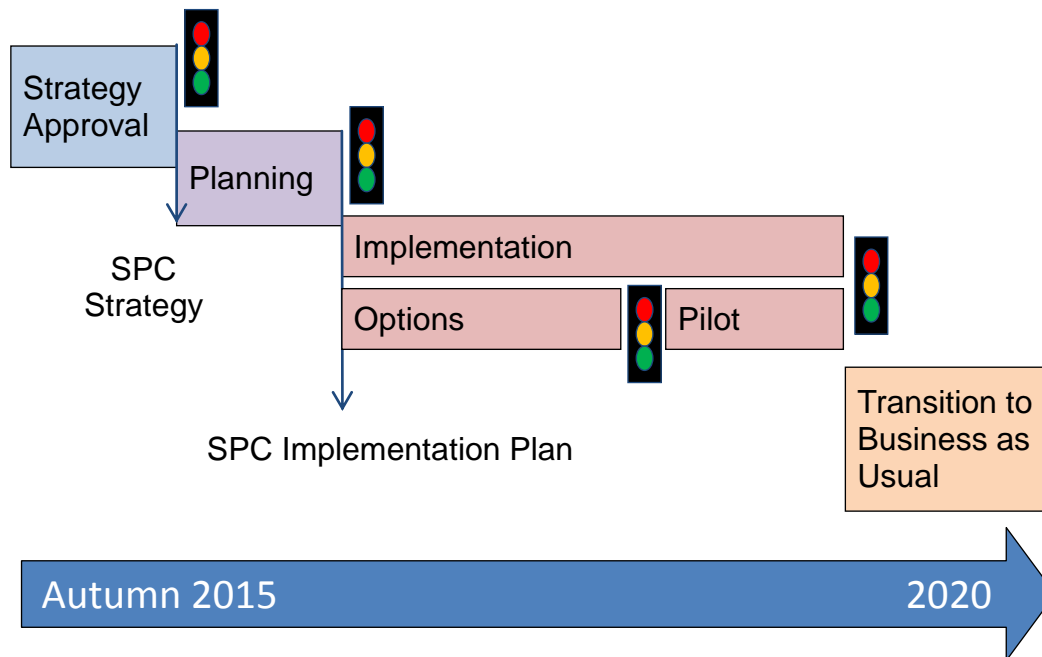 Strategy
Approval
Planning
SPC
Strategy
Implementation
Options
Pilot
SPC Implementation Plan
Transition to
Business as
Usual
Autumn 2015
2020